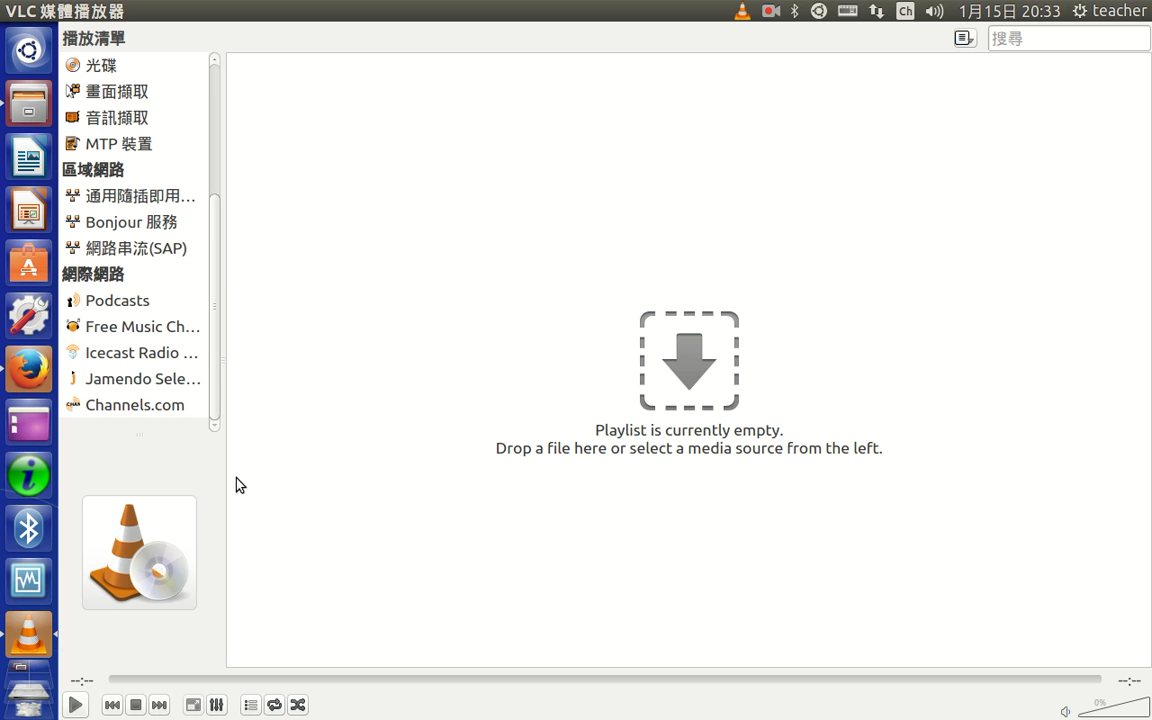 VLC 媒體播放器
Ch
1月15日 20:33
teacher
播放清單
搜尋
光碟
畫面擷取
音訊擷取
MTP 裝置
區域網路
通用隨插即用…
Bonjour 服務
網路串流(SAP)
網際網路
Podcasts
Free Music Ch…
Icecast Radio …
Jamendo Sele…
Channels.com
Playlist is currently empty.
Drop a file here or select a media source from the left.
--:--
--:--
0%